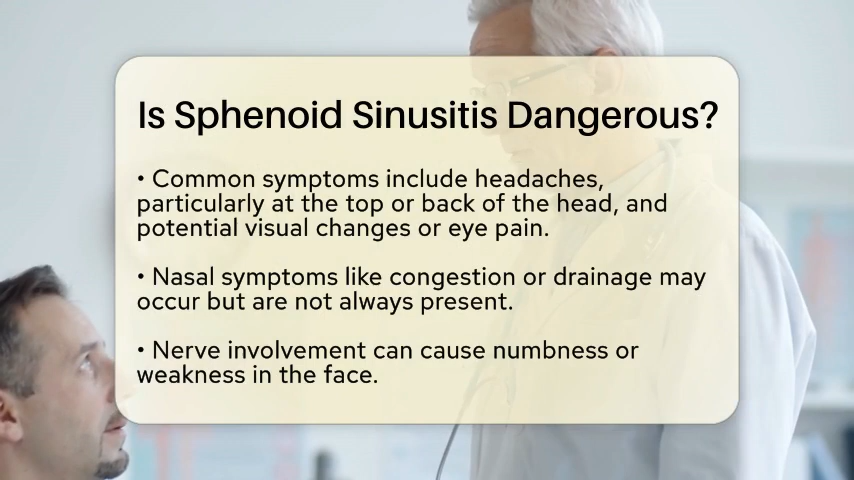 Is Sphenoid Sinusitis Dangerous?
• Common symptoms include headaches,
particularly at the top or back of the head, and
potential visual changes or eye pain.
• Nasal symptoms like congestion or drainage may
occur but are not always present.
• Nerve involvement can cause numbness or
weakness in the face.